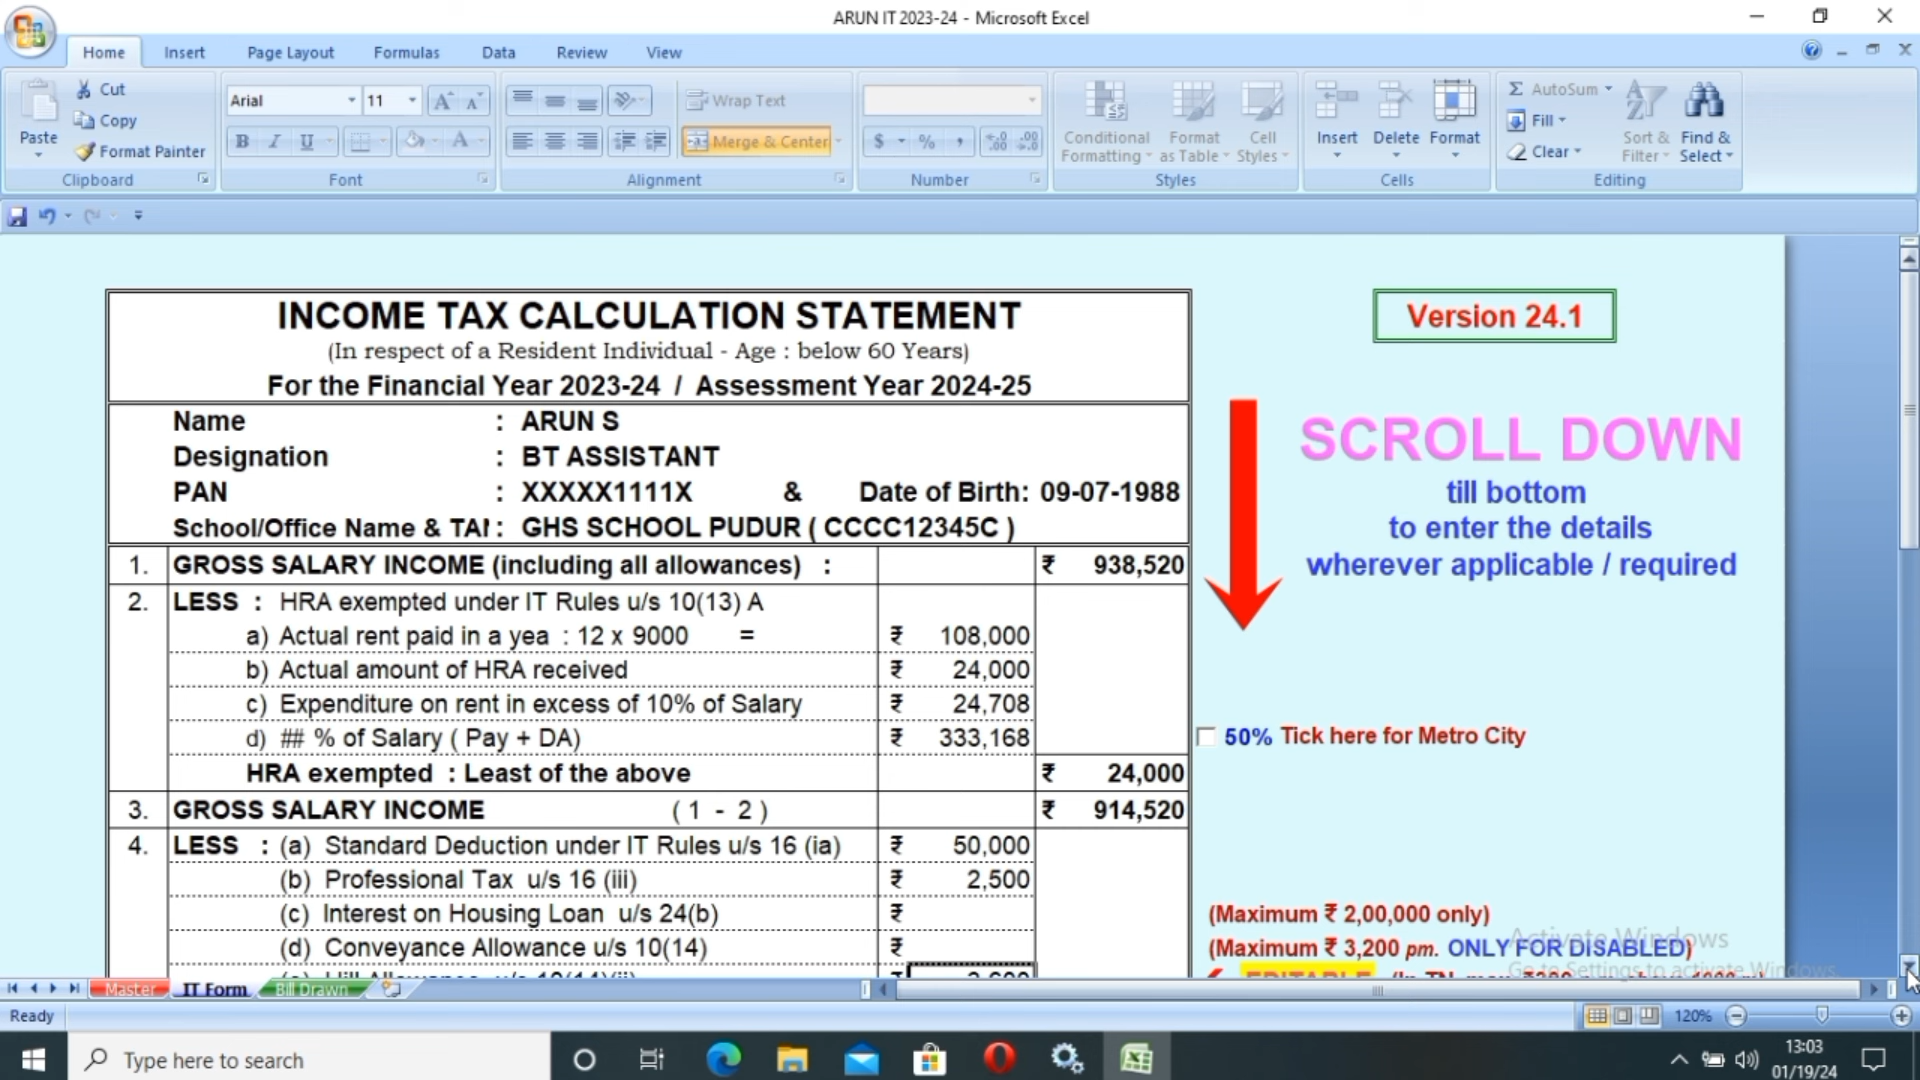 ARUN IT 2023-24 - Microsoft Excel
Home Insert Page Layout Formulas Data Review View
Paste
Cut
Copy
Format Painter
Clipboard
Arial 11
B I U
Font
Wrap Text
Merge & Center
Alignment
$ % ,
Number
Conditional Formatting
Format as Table
Cell Styles
Styles
Insert Delete Format
Cells
Σ AutoSum
Fill
Clear
Sort & Filter
Find & Select
Editing
INCOME TAX CALCULATION STATEMENT
(In respect of a Resident Individual - Age : below 60 Years)
For the Financial Year 2023-24 / Assessment Year 2024-25
Version 24.1
Name : ARUN S
Designation : BT ASSISTANT
PAN : XXXXX1111X & Date of Birth: 09-07-1988
School/Office Name & TAN : GHS SCHOOL PUDUR ( CCCC12345C )
SCROLL DOWN
till bottom
to enter the details
wherever applicable / required
1. GROSS SALARY INCOME (including all allowances) : ₹ 938,520
2. LESS : HRA exempted under IT Rules u/s 10(13) A
a) Actual rent paid in a yea : 12 x 9000 = ₹ 108,000
b) Actual amount of HRA received ₹ 24,000
c) Expenditure on rent in excess of 10% of Salary ₹ 24,708
d) ## % of Salary ( Pay + DA) ₹ 333,168
50% Tick here for Metro City
HRA exempted : Least of the above ₹ 24,000
3. GROSS SALARY INCOME ( 1 - 2 ) ₹ 914,520
4. LESS : (a) Standard Deduction under IT Rules u/s 16 (ia) ₹ 50,000
(b) Professional Tax u/s 16 (iii) ₹ 2,500
(c) Interest on Housing Loan u/s 24(b) ₹
(Maximum ₹ 2,00,000 only)
(d) Conveyance Allowance u/s 10(14) ₹
(Maximum ₹ 3,200 pm. ONLY FOR DISABLED)
Activate Windows
Go to Settings to activate Windows.
EDITABLE
Master IT Form Bill Drawn
Ready
120%
Type here to search
13:03
01/19/24